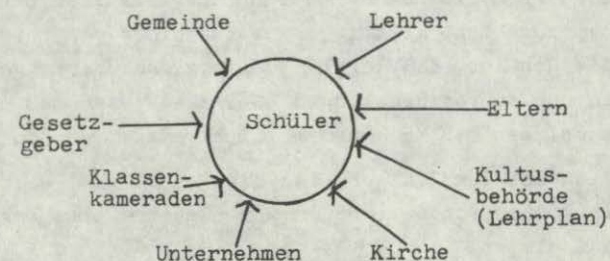 Gemeinde
Lehrer
Gesetz-
geber
Schüler
Eltern
Klassen-
kameraden
Kultus-
behörde
(Lehrplan)
Unternehmen
Kirche